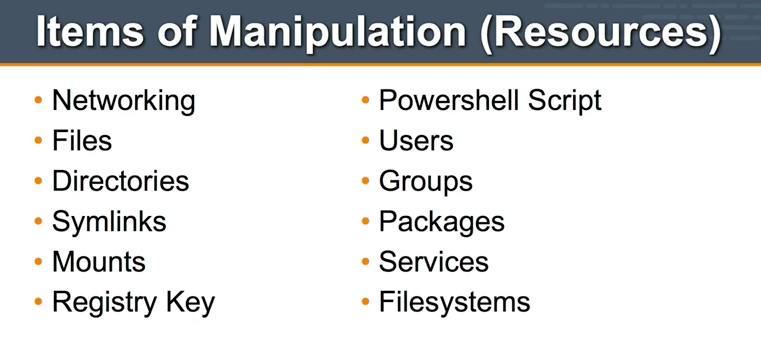 Items of Manipulation (Resources)
• Networking
• Files
• Directories
• Symlinks
• Mounts
• Registry Key
• Powershell Script
• Users
• Groups
• Packages
• Services
• Filesystems